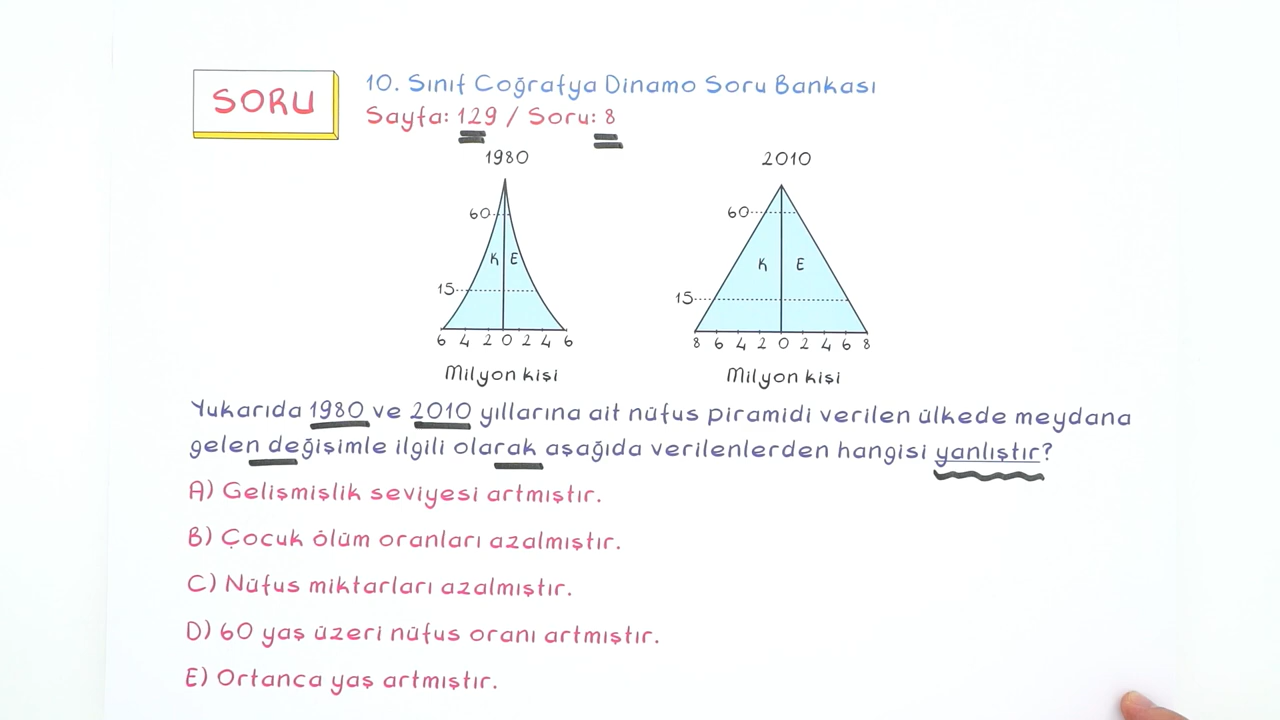 SORU
10. Sınıf Coğrafya Dinamo Soru Bankası
Sayfa: 129 / Soru: 8
1980
60
K E
15
6 4 2 0 2 4 6
Milyon kişi
2010
60
K E
15
8 6 4 2 0 2 4 6 8
Milyon kişi
Yukarıda 1980 ve 2010 yıllarına ait nüfus piramidi verilen ülkede meydana
gelen değişimle ilgili olarak aşağıda verilenlerden hangisi yanlıştır?
A) Gelişmişlik seviyesi artmıştır.
B) Çocuk ölüm oranları azalmıştır.
C) Nüfus miktarları azalmıştır.
D) 60 yaş üzeri nüfus oranı artmıştır.
E) Ortanca yaş artmıştır.